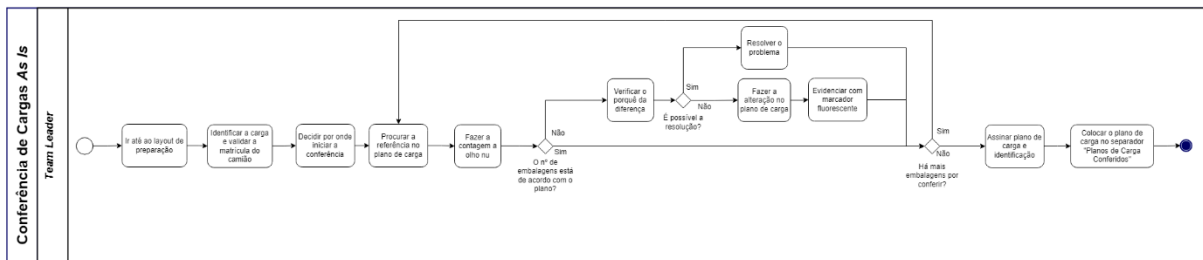 Conferência de Cargas As Is
Team Leader
Ir até ao layout de
preparação
Identificar a carga
e validar a
matrícula do
camião
Decidir por onde
iniciar a
conferência
Procurar a
referência no
plano de carga
Fazer a
contagem a
olho nu
Não
Sim
O nº de
embalagens está
de acordo com o
plano?
Verificar o
porquê da
diferença
Sim
Não
É possível a
resolução?
Resolver o
problema
Fazer a
alteração no
plano de carga
Evidenciar com
marcador
fluorescente
Sim
Não
Há mais
embalagens por
conferir?
Assinar plano de
carga e
identificação
Colocar o plano de
carga no separador
"Planos de Carga
Conferidos"